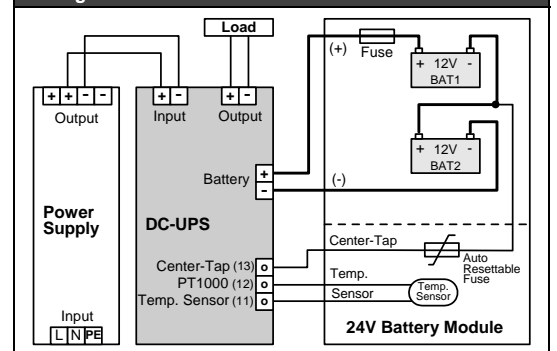 Load
(+)
Fuse
+ 12V -
BAT1
+ + - -
Output
+ -
Input
+ -
Output
+ 12V -
BAT2
Battery
+
-
(-)
Power
Supply
DC-UPS
Center-Tap
Auto
Resettable
Fuse
Center-Tap (13) o
PT1000 (12) o
Temp. Sensor (11) o
Temp.
Sensor
Temp.
Sensor
Input
L N PE
24V Battery Module